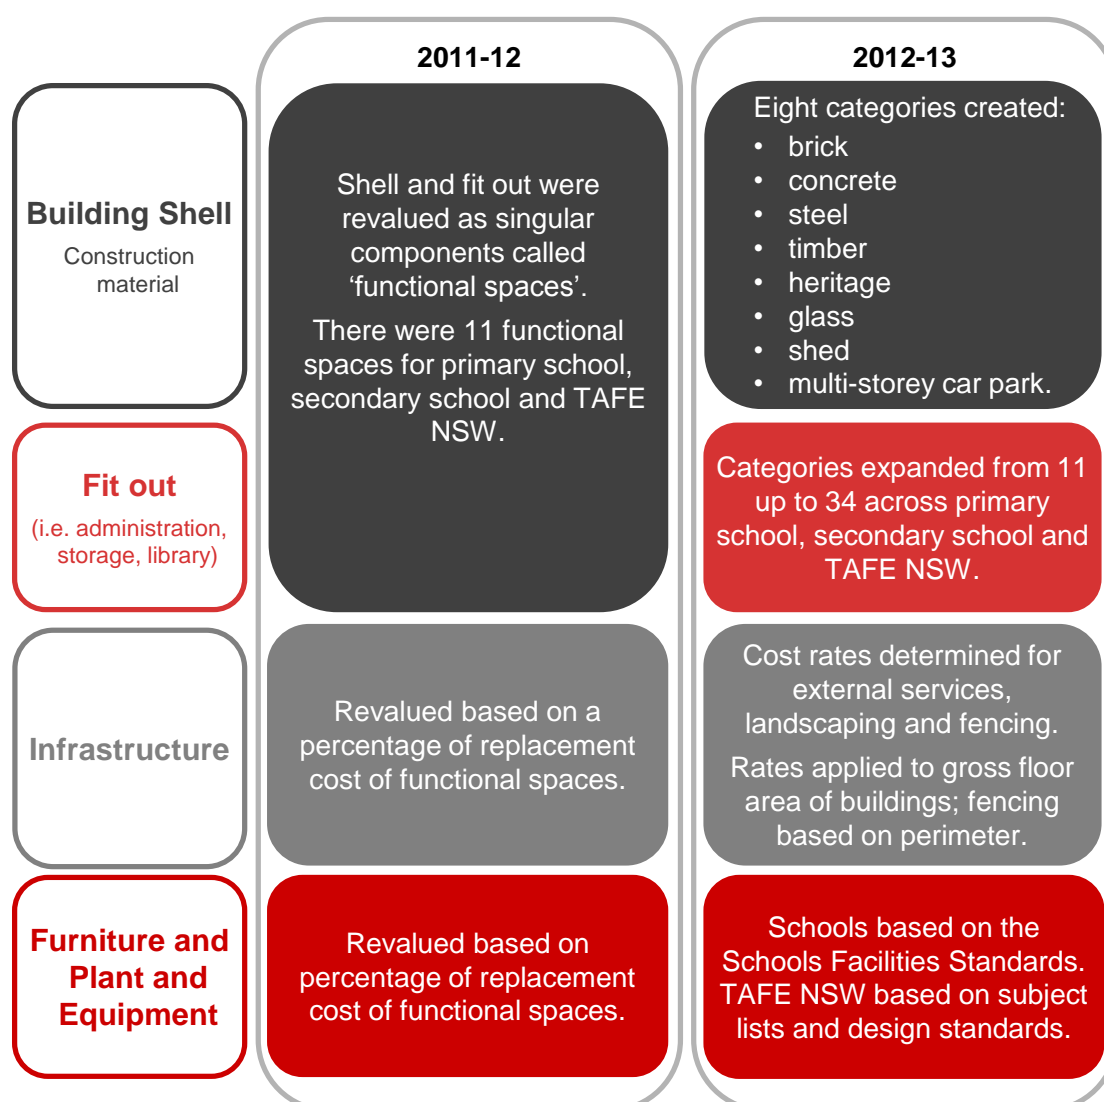 2011-12
2012-13
Building Shell
Construction
material
Shell and fit out were
revalued as singular
components called
‘functional spaces’.
There were 11 functional
spaces for primary school,
secondary school and TAFE
NSW.
Eight categories created:
• brick
• concrete
• steel
• timber
• heritage
• glass
• shed
• multi-storey car park.
Fit out
(i.e. administration,
storage, library)
Categories expanded from 11
up to 34 across primary
school, secondary school and
TAFE NSW.
Infrastructure
Revalued based on a
percentage of replacement
cost of functional spaces.
Cost rates determined for
external services,
landscaping and fencing.
Rates applied to gross floor
area of buildings; fencing
based on perimeter.
Furniture and
Plant and
Equipment
Revalued based on
percentage of replacement
cost of functional spaces.
Schools based on the
Schools Facilities Standards.
TAFE NSW based on subject
lists and design standards.